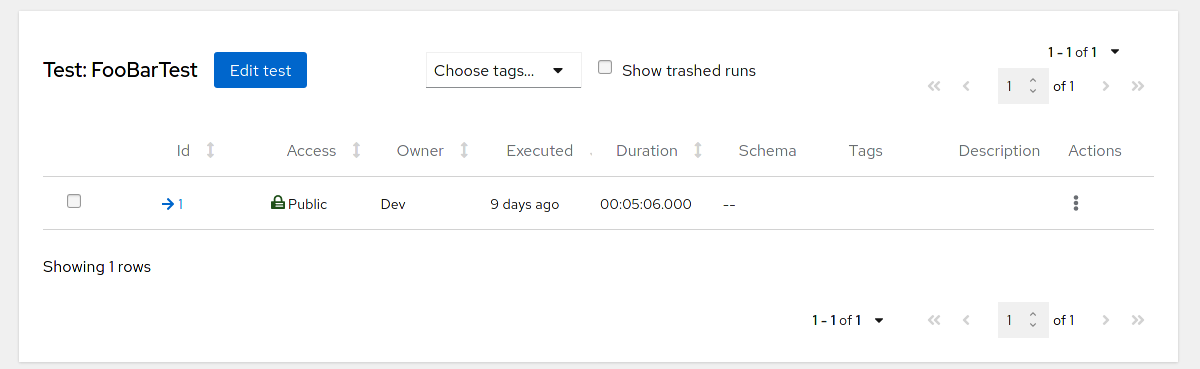 1 - 1 of 1
Test: FooBarTest Edit test Choose tags... Show trashed runs
1 of 1
Id Access Owner Executed Duration Schema Tags Description Actions
1 Public Dev 9 days ago 00:05:06.000 --
Showing 1 rows
1 - 1 of 1 1 of 1